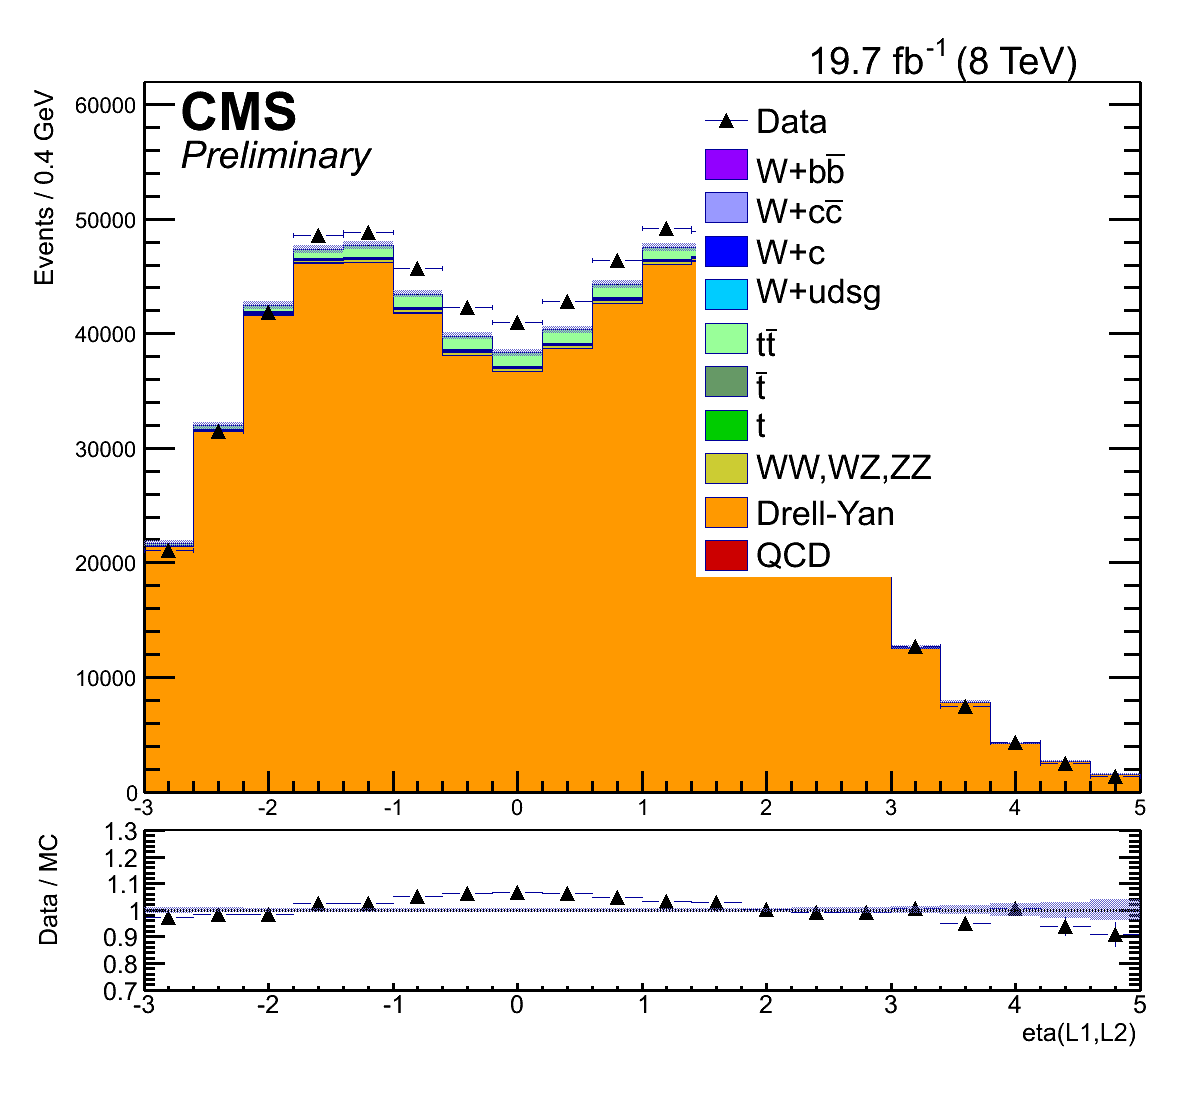 19.7 fb⁻¹ (8 TeV)
CMS
Preliminary
Events / 0.4 GeV
60000
50000
40000
30000
20000
10000
0
Data
W+bb̅
W+cc̅
W+c
W+udsg
tt̅
t̅
t
WW,WZ,ZZ
Drell-Yan
QCD
-3 -2 -1 0 1 2 3 4 5
Data / MC
1.3
1.2
1.1
1
0.9
0.8
0.7
-3 -2 -1 0 1 2 3 4 5
eta(L1,L2)